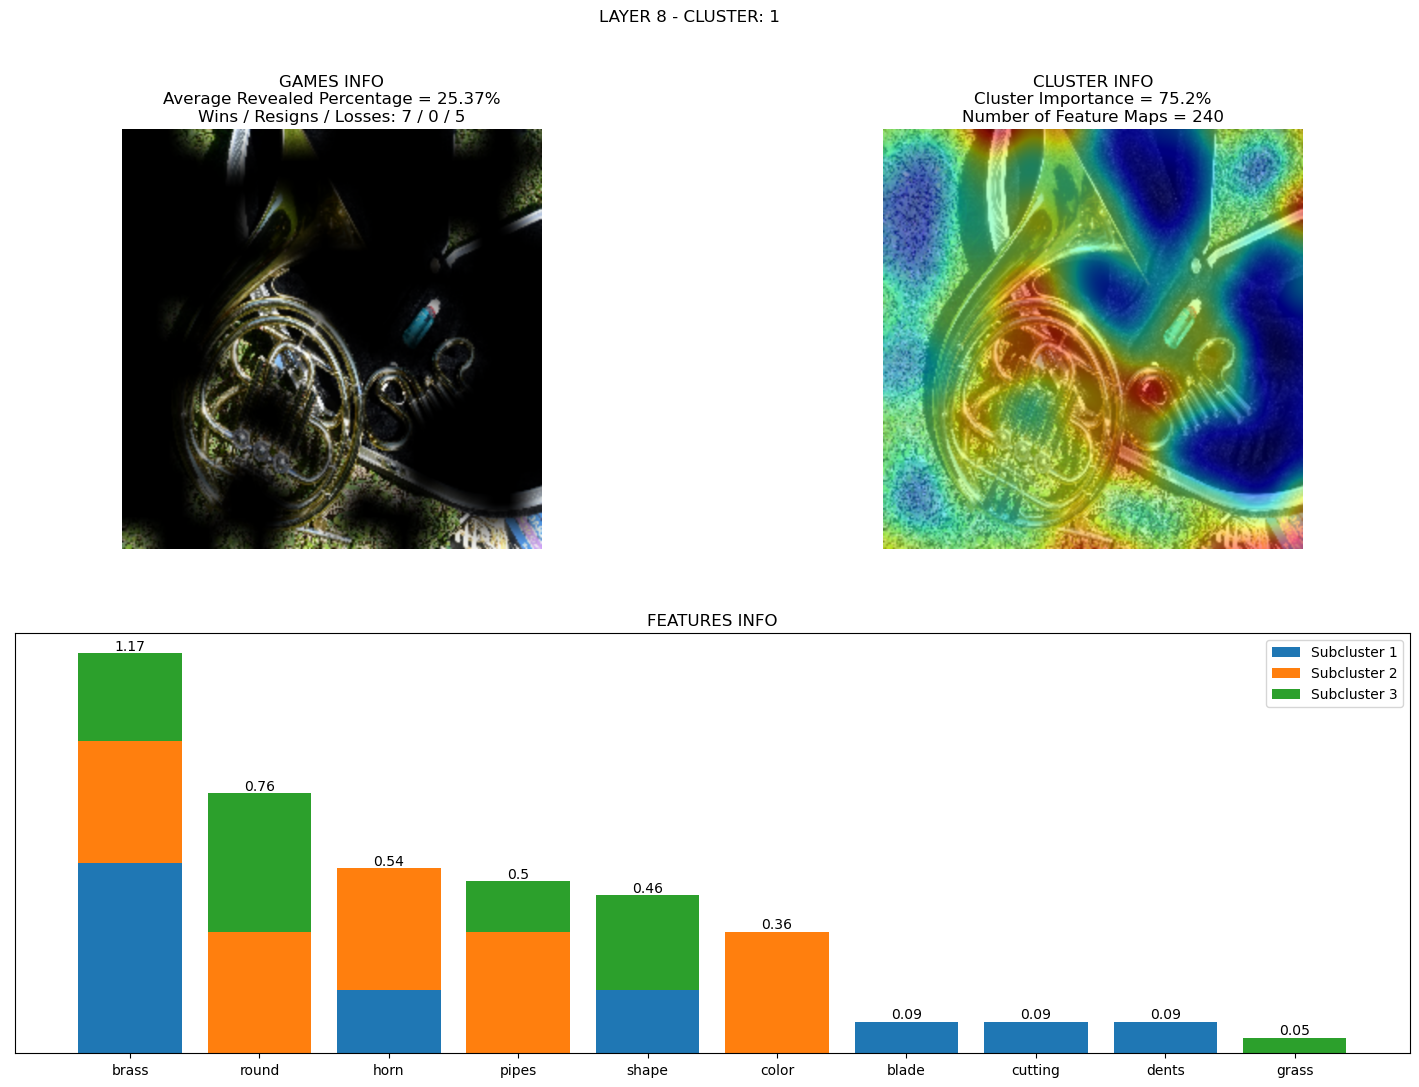 LAYER 8 - CLUSTER: 1
GAMES INFO
Average Revealed Percentage = 25.37%
Wins / Resigns / Losses: 7 / 0 / 5
CLUSTER INFO
Cluster Importance = 75.2%
Number of Feature Maps = 240
FEATURES INFO
Subcluster 1
Subcluster 2
Subcluster 3
1.17
0.76
0.54
0.5
0.46
0.36
0.09
0.09
0.09
0.05
brass
round
horn
pipes
shape
color
blade
cutting
dents
grass